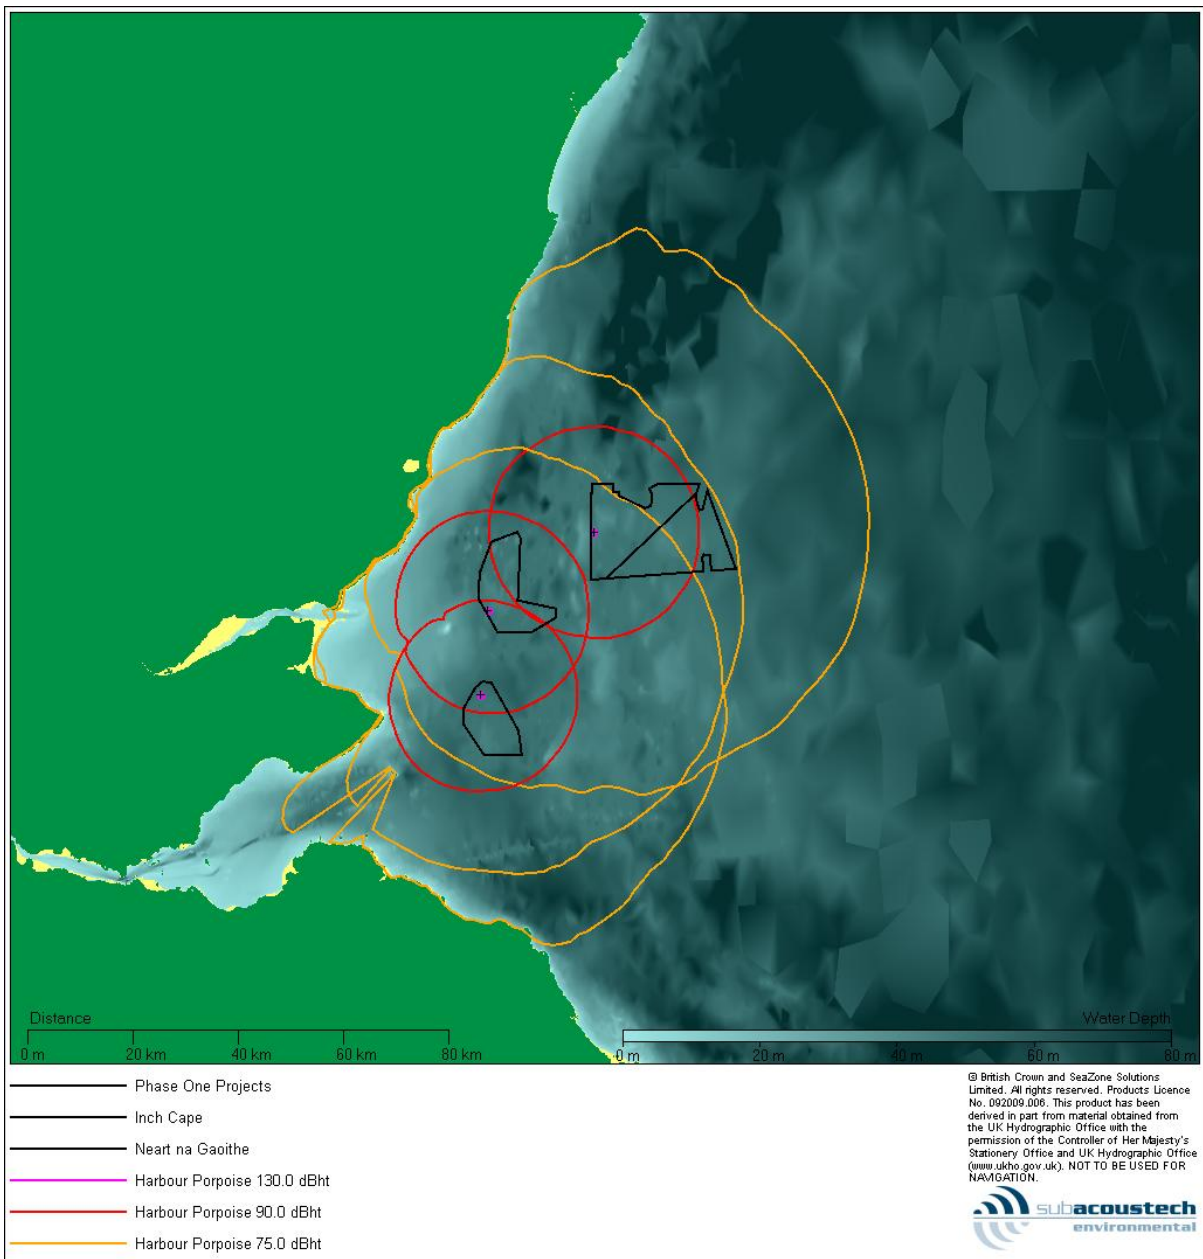 Distance
Water Depth
0 m 20 km 40 km 60 km 80 km
0 m 20 m 40 m 60 m 80 m
Phase One Projects
Inch Cape
Neart na Gaoithe
Harbour Porpoise 130.0 dBht
Harbour Porpoise 90.0 dBht
Harbour Porpoise 75.0 dBht
@ British Crown and SeaZone Solutions
Limited. All rights reserved. Products Licence
No. 092009.006. This product has been
derived in part from material obtained from
the UK Hydrographic Office with the
permission of the Controller of Her Majesty's
Stationery Office and UK Hydrographic Office
(www.ukho.gov.uk). NOT TO BE USED FOR
NAVIGATION.
subacoustech
environmental